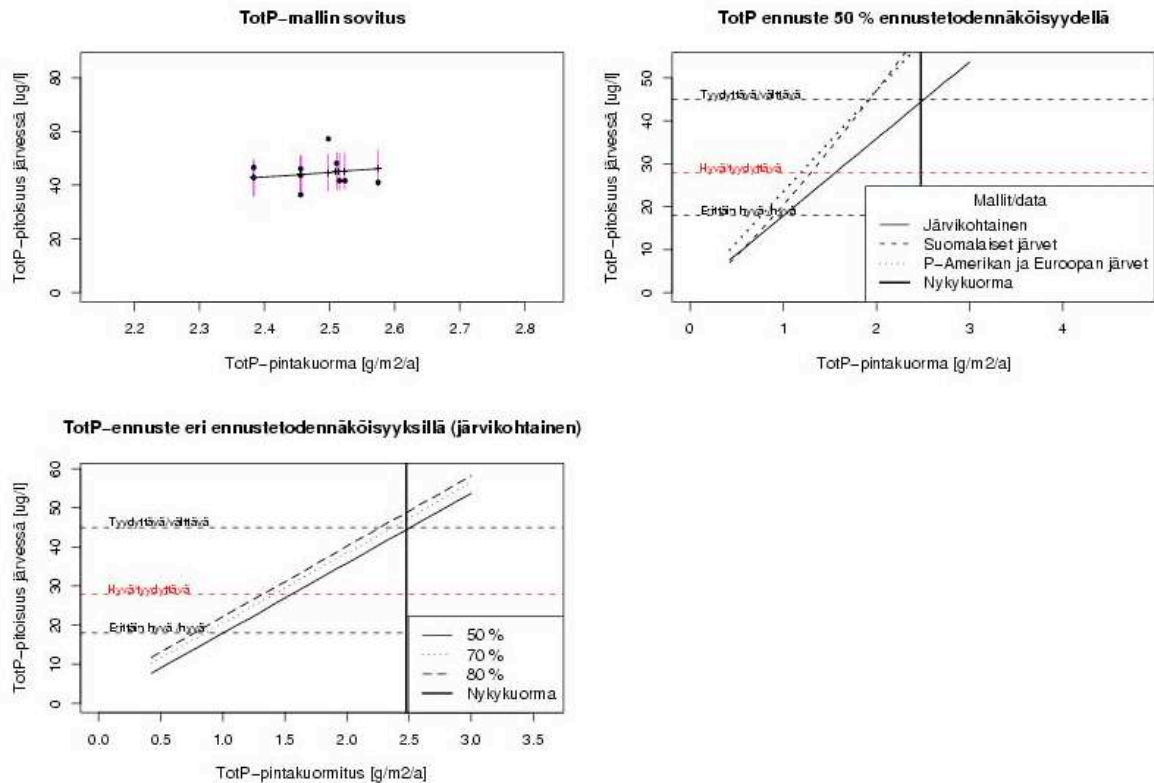 TotP-mallin sovitus
TotP-pitoisuus järvessä [ug/l]
80
60
40
20
0
2.2 2.3 2.4 2.5 2.6 2.7 2.8
TotP-pintakuorma [g/m2/a]
TotP ennuste 50 % ennustetodennäköisyydellä
TotP-pitoisuus järvessä [ug/l]
50
40
30
20
10
0
Tyydyttävä/välttävä
Hyvä/tyydyttävä
Erittäin hyvä /hyvä
Mallit/data
Järvikohtainen
Suomalaiset järvet
P-Amerikan ja Euroopan järvet
Nykykuorma
0 1 2 3 4
TotP-pintakuorma [g/m2/a]
TotP-ennuste eri ennustetodennäköisyyksillä (järvikohtainen)
TotP-pitoisuus järvessä [ug/l]
60
50
40
30
20
10
0
Tyydyttävä/välttävä
Hyvä/tyydyttävä
Erittäin hyvä /hyvä
50 %
70 %
80 %
Nykykuorma
0.0 0.5 1.0 1.5 2.0 2.5 3.0 3.5
TotP-pintakuormitus [g/m2/a]